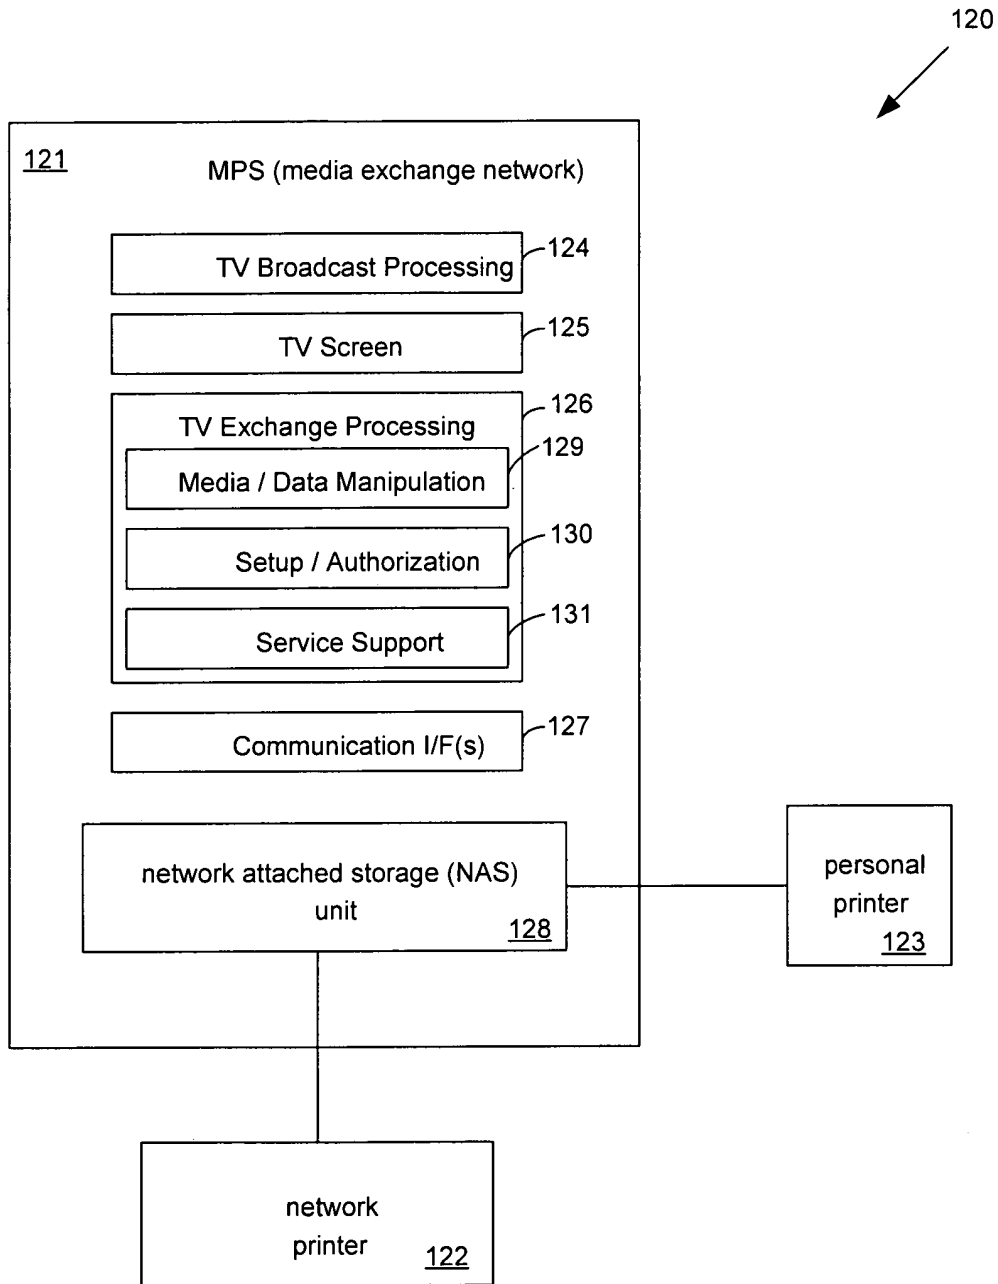 120
121
MPS (media exchange network)
TV Broadcast Processing
124
TV Screen
125
126
TV Exchange Processing
129
Media / Data Manipulation
130
Setup / Authorization
131
Service Support
127
Communication I/F(s)
network attached storage (NAS)
unit
128
personal
printer
123
network
printer
122